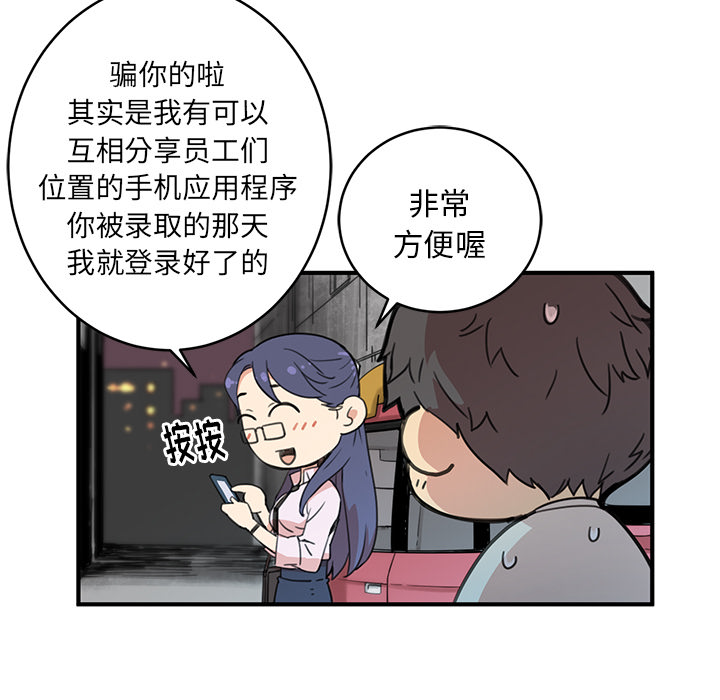 骗你的啦
其实是我有可以
互相分享员工们
位置的手机应用程序
你被录取的那天
我就登录好了的
非常
方便喔
按按